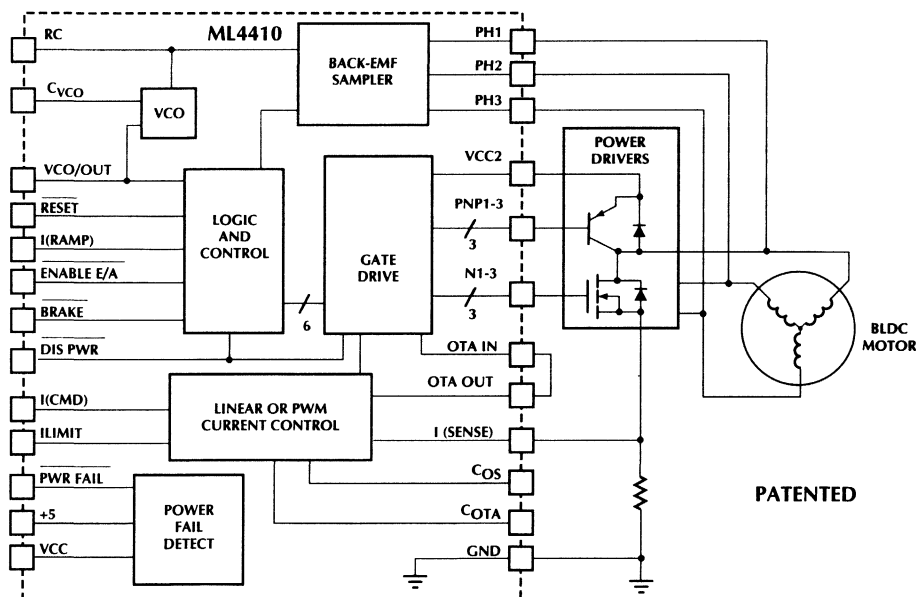 ML4410
RC
CVCO
VCO
VCO/OUT
RESET
I(RAMP)
ENABLE E/A
BRAKE
DIS PWR
I(CMD)
ILIMIT
PWR FAIL
+5
VCC
BACK-EMF
SAMPLER
LOGIC
AND
CONTROL
6
GATE
DRIVE
LINEAR OR PWM
CURRENT CONTROL
POWER
FAIL
DETECT
PH1
PH2
PH3
VCC2
PNP1-3
3
N1-3
3
OTA IN
OTA OUT
I (SENSE)
COS
COTA
GND
POWER
DRIVERS
BLDC
MOTOR
PATENTED